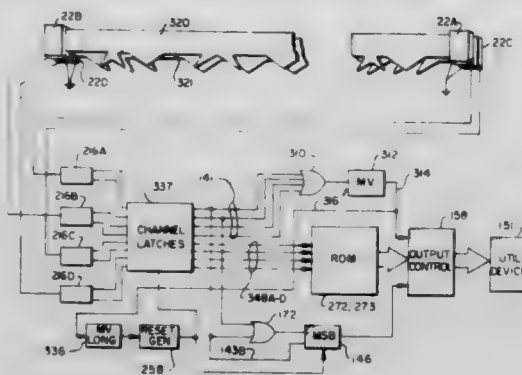 22B
320
22A
22C
22D
321
216A
337
141
310
312
314
MV
316
216B
158
151
216C
CHANNEL
LATCHES
ROM
OUTPUT
CONTROL
UTIL
DEVICE
216D
348A-D
272, 273
172
MV
LONG
RESET
GEN
MSB
336
258
143B
146